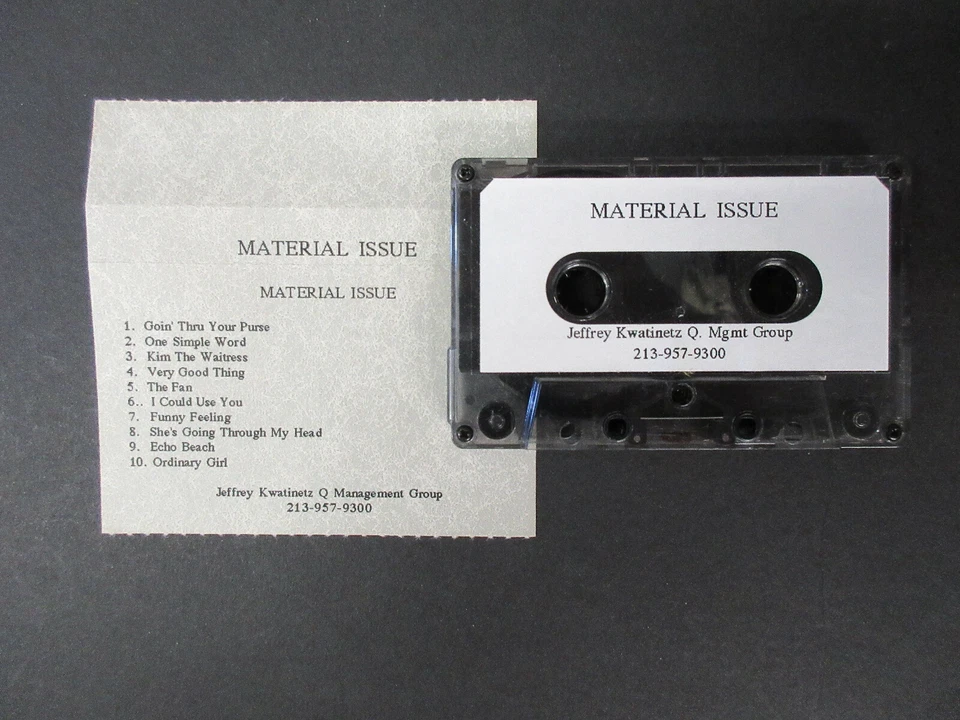 MATERIAL ISSUE
MATERIAL ISSUE
1. Goin' Thru Your Purse
2. One Simple Word
3. Kim The Waitress
4. Very Good Thing
5. The Fan
6.. I Could Use You
7. Funny Feeling
8. She's Going Through My Head
9. Echo Beach
10. Ordinary Girl
Jeffrey Kwatinetz Q Management Group
213-957-9300
MATERIAL ISSUE
Jeffrey Kwatinetz Q. Mgmt Group
213-957-9300